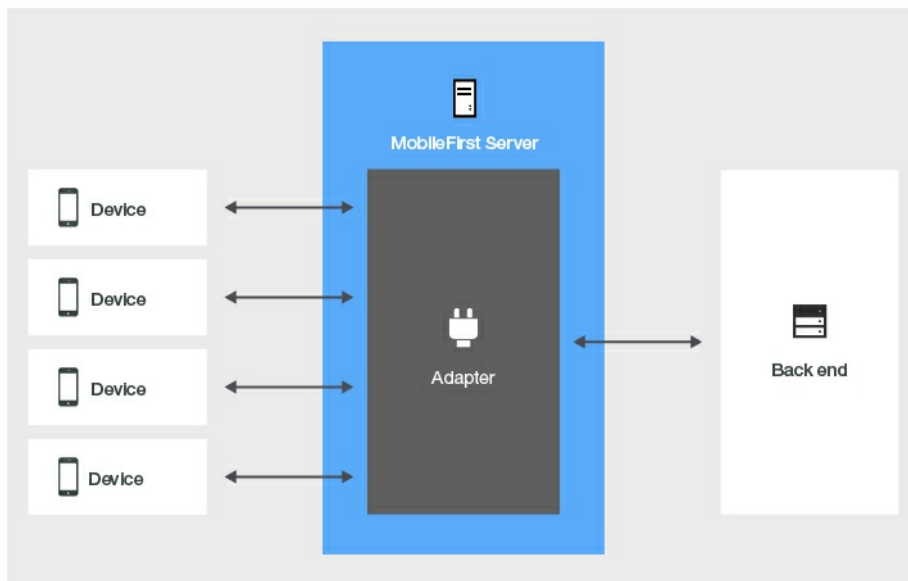 MobileFirst Server
Device
Device
Device
Device
Adapter
Back end